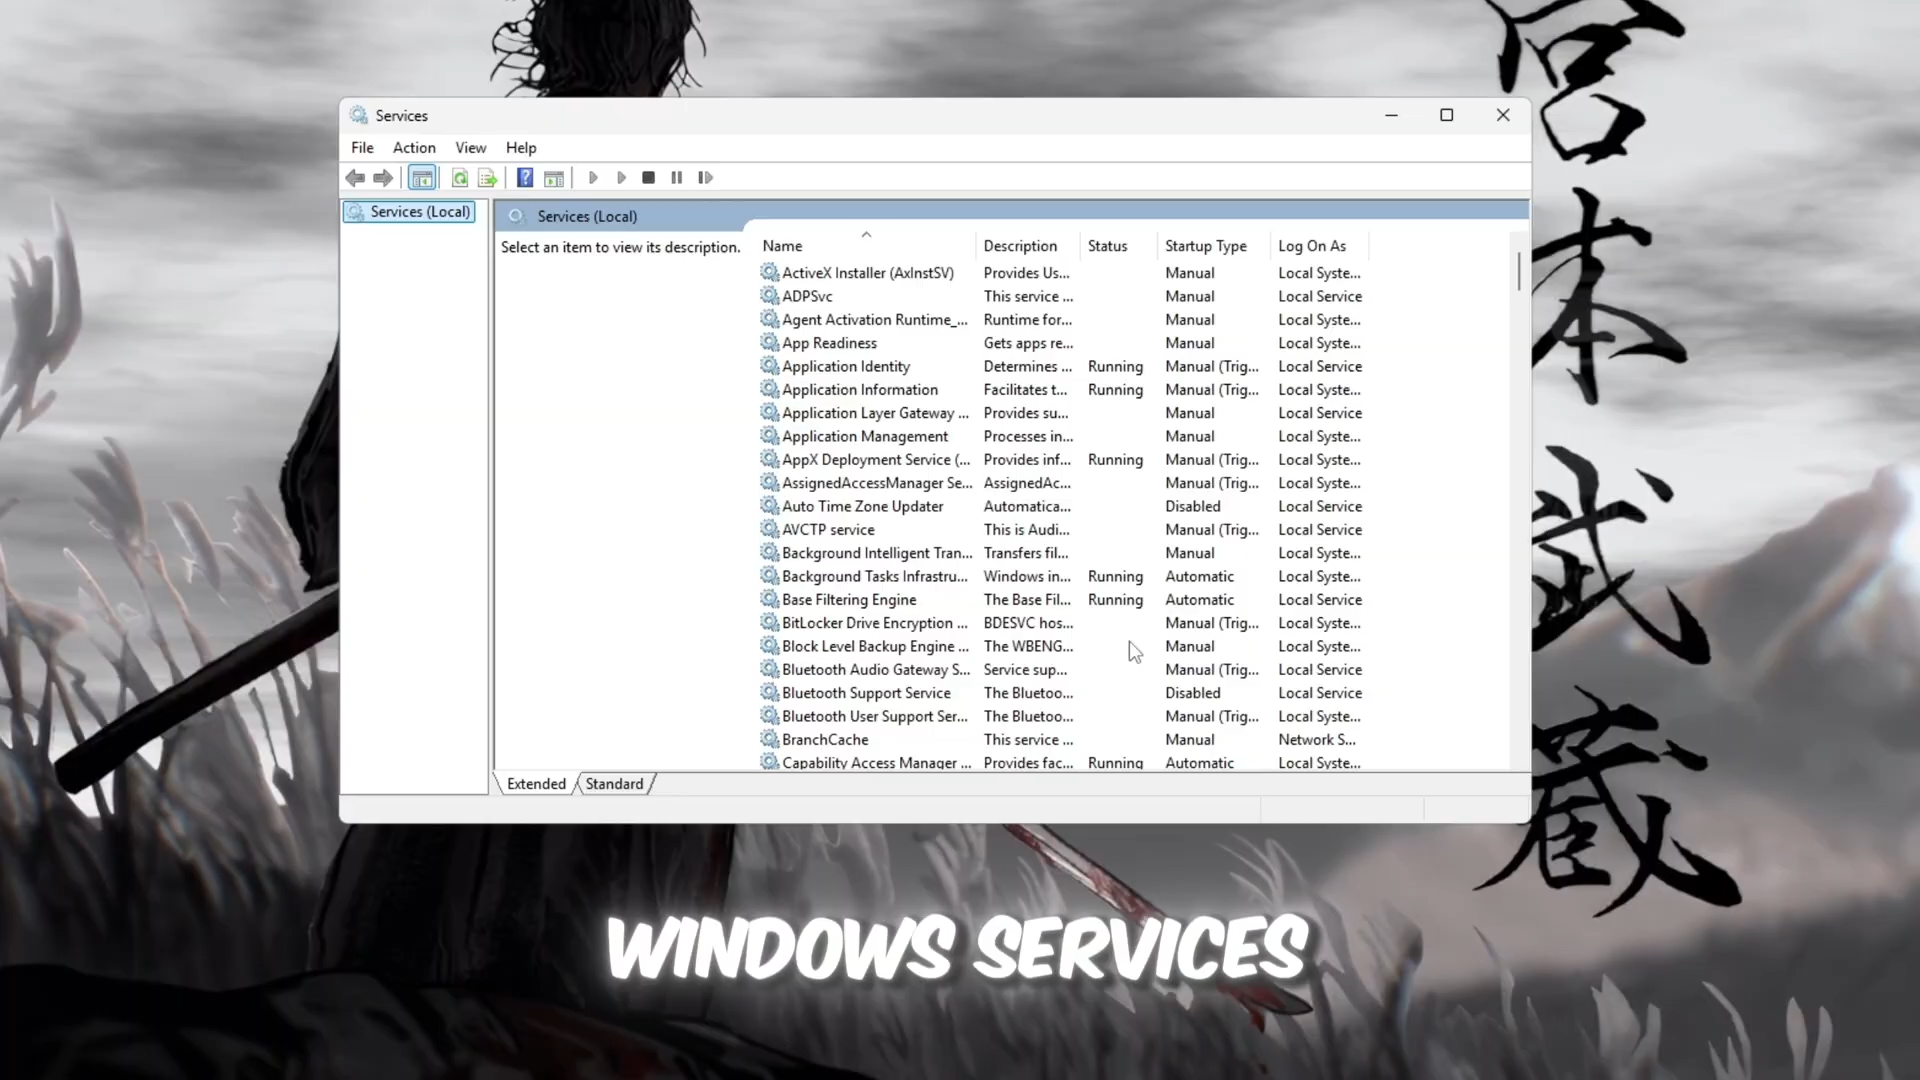 宮本武蔵
Services
File Action View Help
Services (Local)
Services (Local)
Select an item to view its description.
Name Description Status Startup Type Log On As
ActiveX Installer (AxInstSV) Provides Us... Manual Local Syste...
ADPSvc This service ... Manual Local Service
Agent Activation Runtime_... Runtime for... Manual Local Syste...
App Readiness Gets apps re... Manual Local Syste...
Application Identity Determines ... Running Manual (Trig... Local Service
Application Information Facilitates t... Running Manual (Trig... Local Syste...
Application Layer Gateway ... Provides su... Manual Local Service
Application Management Processes in... Manual Local Syste...
AppX Deployment Service (... Provides inf... Running Manual (Trig... Local Syste...
AssignedAccessManager Se... AssignedAc... Manual (Trig... Local Syste...
Auto Time Zone Updater Automatica... Disabled Local Service
AVCTP service This is Audi... Manual (Trig... Local Service
Background Intelligent Tran... Transfers fil... Manual Local Syste...
Background Tasks Infrastru... Windows in... Running Automatic Local Syste...
Base Filtering Engine The Base Fil... Running Automatic Local Service
BitLocker Drive Encryption ... BDESVC hos... Manual (Trig... Local Syste...
Block Level Backup Engine ... The WBENG... Manual Local Syste...
Bluetooth Audio Gateway S... Service sup... Manual (Trig... Local Service
Bluetooth Support Service The Bluetoo... Disabled Local Service
Bluetooth User Support Ser... The Bluetoo... Manual (Trig... Local Syste...
BranchCache This service ... Manual Network S...
Capability Access Manager ... Provides fac... Running Automatic Local Syste...
Extended Standard
WINDOWS SERVICES